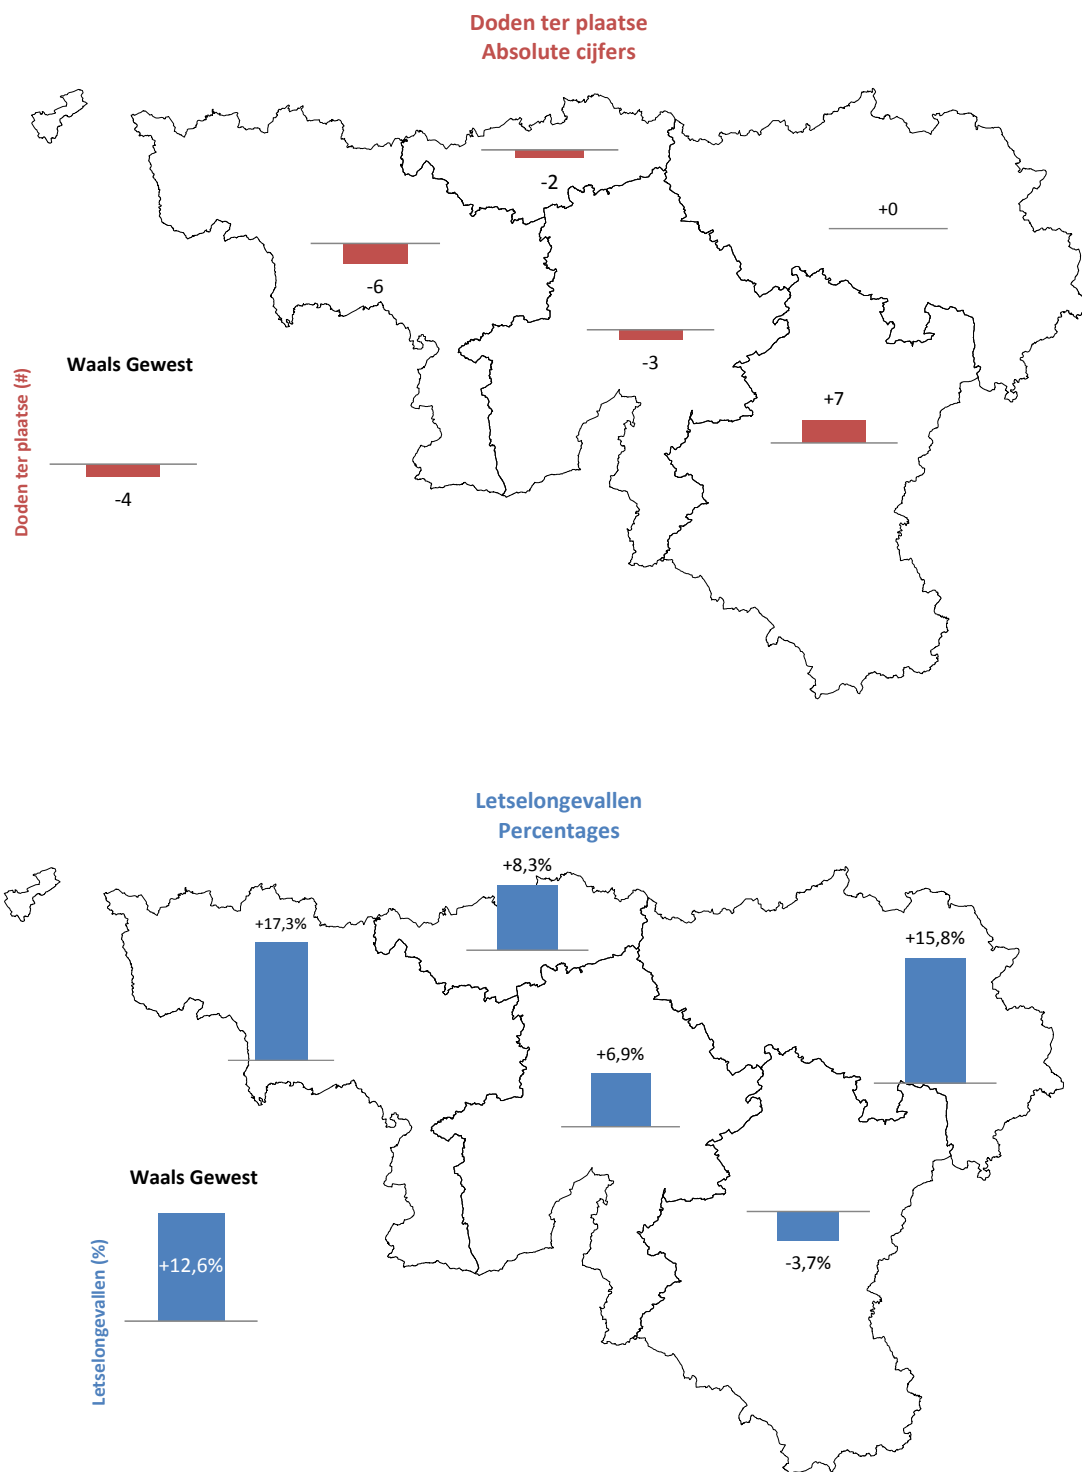 Doden ter plaatse
Absolute cijfers
-2
+0
-6
-3
Waals Gewest
+7
Doden ter plaatse (#)
-4
Letselongevallen
Percentages
+8,3%
+17,3%
+15,8%
+6,9%
Waals Gewest
+12,6%
-3,7%
Letselongevallen (%)